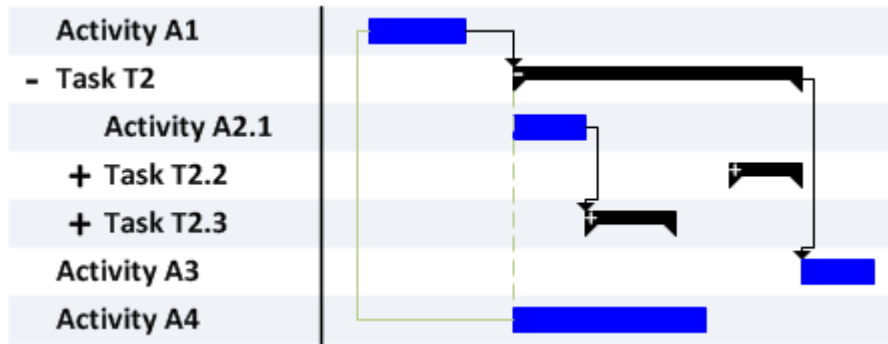 Activity A1
- Task T2
Activity A2.1
+ Task T2.2
+ Task T2.3
Activity A3
Activity A4